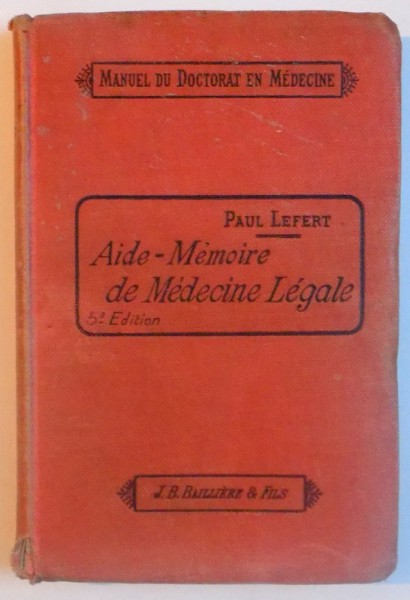 MANUEL DU DOCTORAT EN MÉDECINE
PAUL LEFERT
Aide-Mémoire
de Médecine Légale
5e Edition
J. B. BAILLIÈRE & FILS